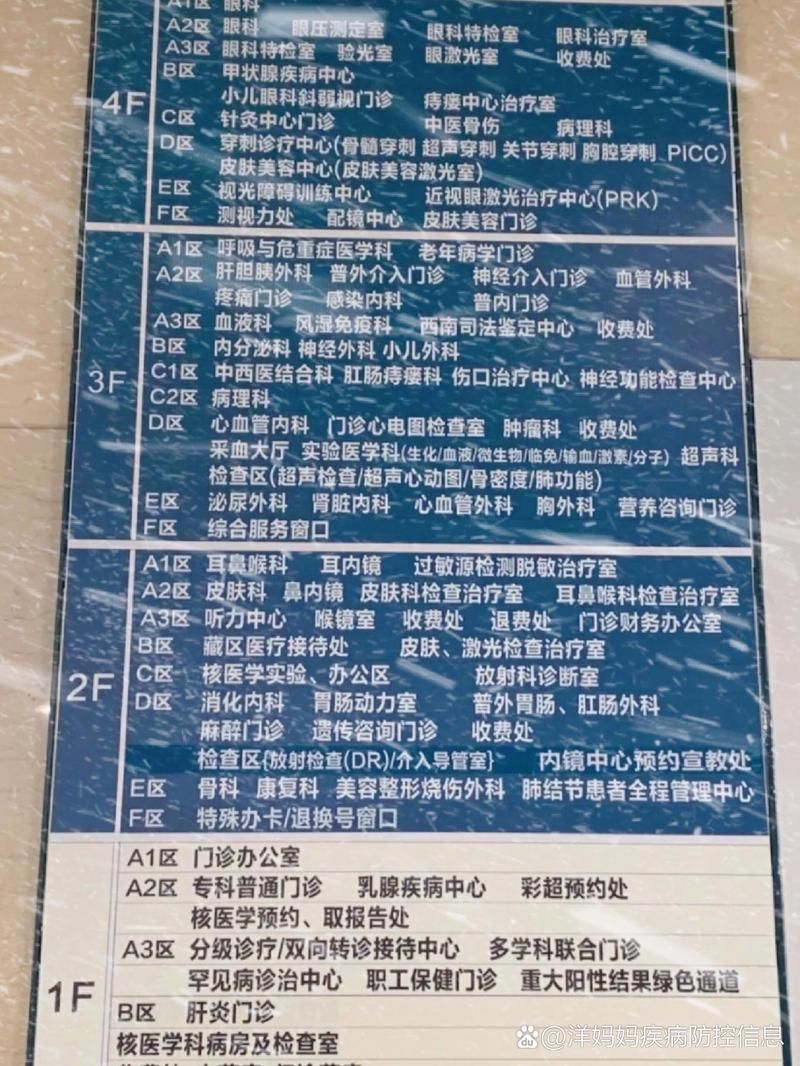 A1区 眼科
4F
A2区 眼科 眼压测定室 眼科特检室 眼科治疗室
A3区 眼科特检室 验光室 眼激光室 收费处
B区 甲状腺疾病中心
小儿眼科斜弱视门诊 痔瘘中心治疗室
C区 针灸中心门诊 中医骨伤 病理科
D区 穿刺诊疗中心(骨髓穿刺 超声穿刺 关节穿刺 胸腔穿刺 PICC)
皮肤美容中心(皮肤美容激光室)
E区 视光障碍训练中心 近视眼激光治疗中心(PRK)
F区 测视力处 配镜中心 皮肤美容门诊
3F
A1区 呼吸与危重症医学科 老年病学门诊
A2区 肝胆胰外科 普外介入门诊 神经介入门诊 血管外科
疼痛门诊 感染内科 普内门诊
A3区 血液科 风湿免疫科 西南司法鉴定中心 收费处
B区 内分泌科 神经外科 小儿外科
C1区 中西医结合科 肛肠痔瘘科 伤口治疗中心 神经功能检查中心
C2区 病理科
D区 心血管内科 门诊心电图检查室 肿瘤科 收费处
采血大厅 实验医学科(生化/血液/微生物/临免/输血/激素/分子) 超声科
检查区(超声检查/超声心动图/骨密度/肺功能)
E区 泌尿外科 肾脏内科 心血管外科 胸外科 营养咨询门诊
F区 综合服务窗口
2F
A1区 耳鼻喉科 耳内镜 过敏源检测脱敏治疗室
A2区 皮肤科 鼻内镜 皮肤科检查治疗室 耳鼻喉科检查治疗室
A3区 听力中心 喉镜室 收费处 退费处 门诊财务办公室
B区 藏区医疗接待处 皮肤、激光检查治疗室
C区 核医学实验、办公区 放射科诊断室
D区 消化内科 胃肠动力室 普外胃肠、肛肠外科
麻醉门诊 遗传咨询门诊 收费处
检查区{放射检查(DR)/介入导管室} 内镜中心预约宣教处
E区 骨科 康复科 美容整形烧伤外科 肺结节患者全程管理中心
F区 特殊办卡/退换号窗口
1F
A1区 门诊办公室
A2区 专科普通门诊 乳腺疾病中心 彩超预约处
核医学预约、取报告处
A3区 分级诊疗/双向转诊接待中心 多学科联合门诊
罕见病诊治中心 职工保健门诊 重大阳性结果绿色通道
B区 肝炎门诊
核医学科病房及检查室
du @洋妈妈疾病防控信息